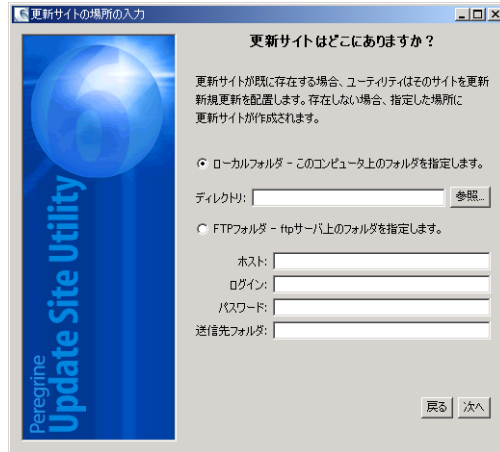 更新サイトの場所の入力
更新サイトはどこにありますか？
更新サイトが既に存在する場合、ユーティリティはそのサイトを更新
新規更新を配置します。存在しない場合、指定した場所に
更新サイトが作成されます。
ローカルフォルダ - このコンピュータ上のフォルダを指定します。
ディレクトリ:
参照...
FTPフォルダ - ftpサーバ上のフォルダを指定します。
ホスト:
ログイン:
パスワード:
送信先フォルダ:
戻る
次へ
6
Peregrine
Update Site Utility